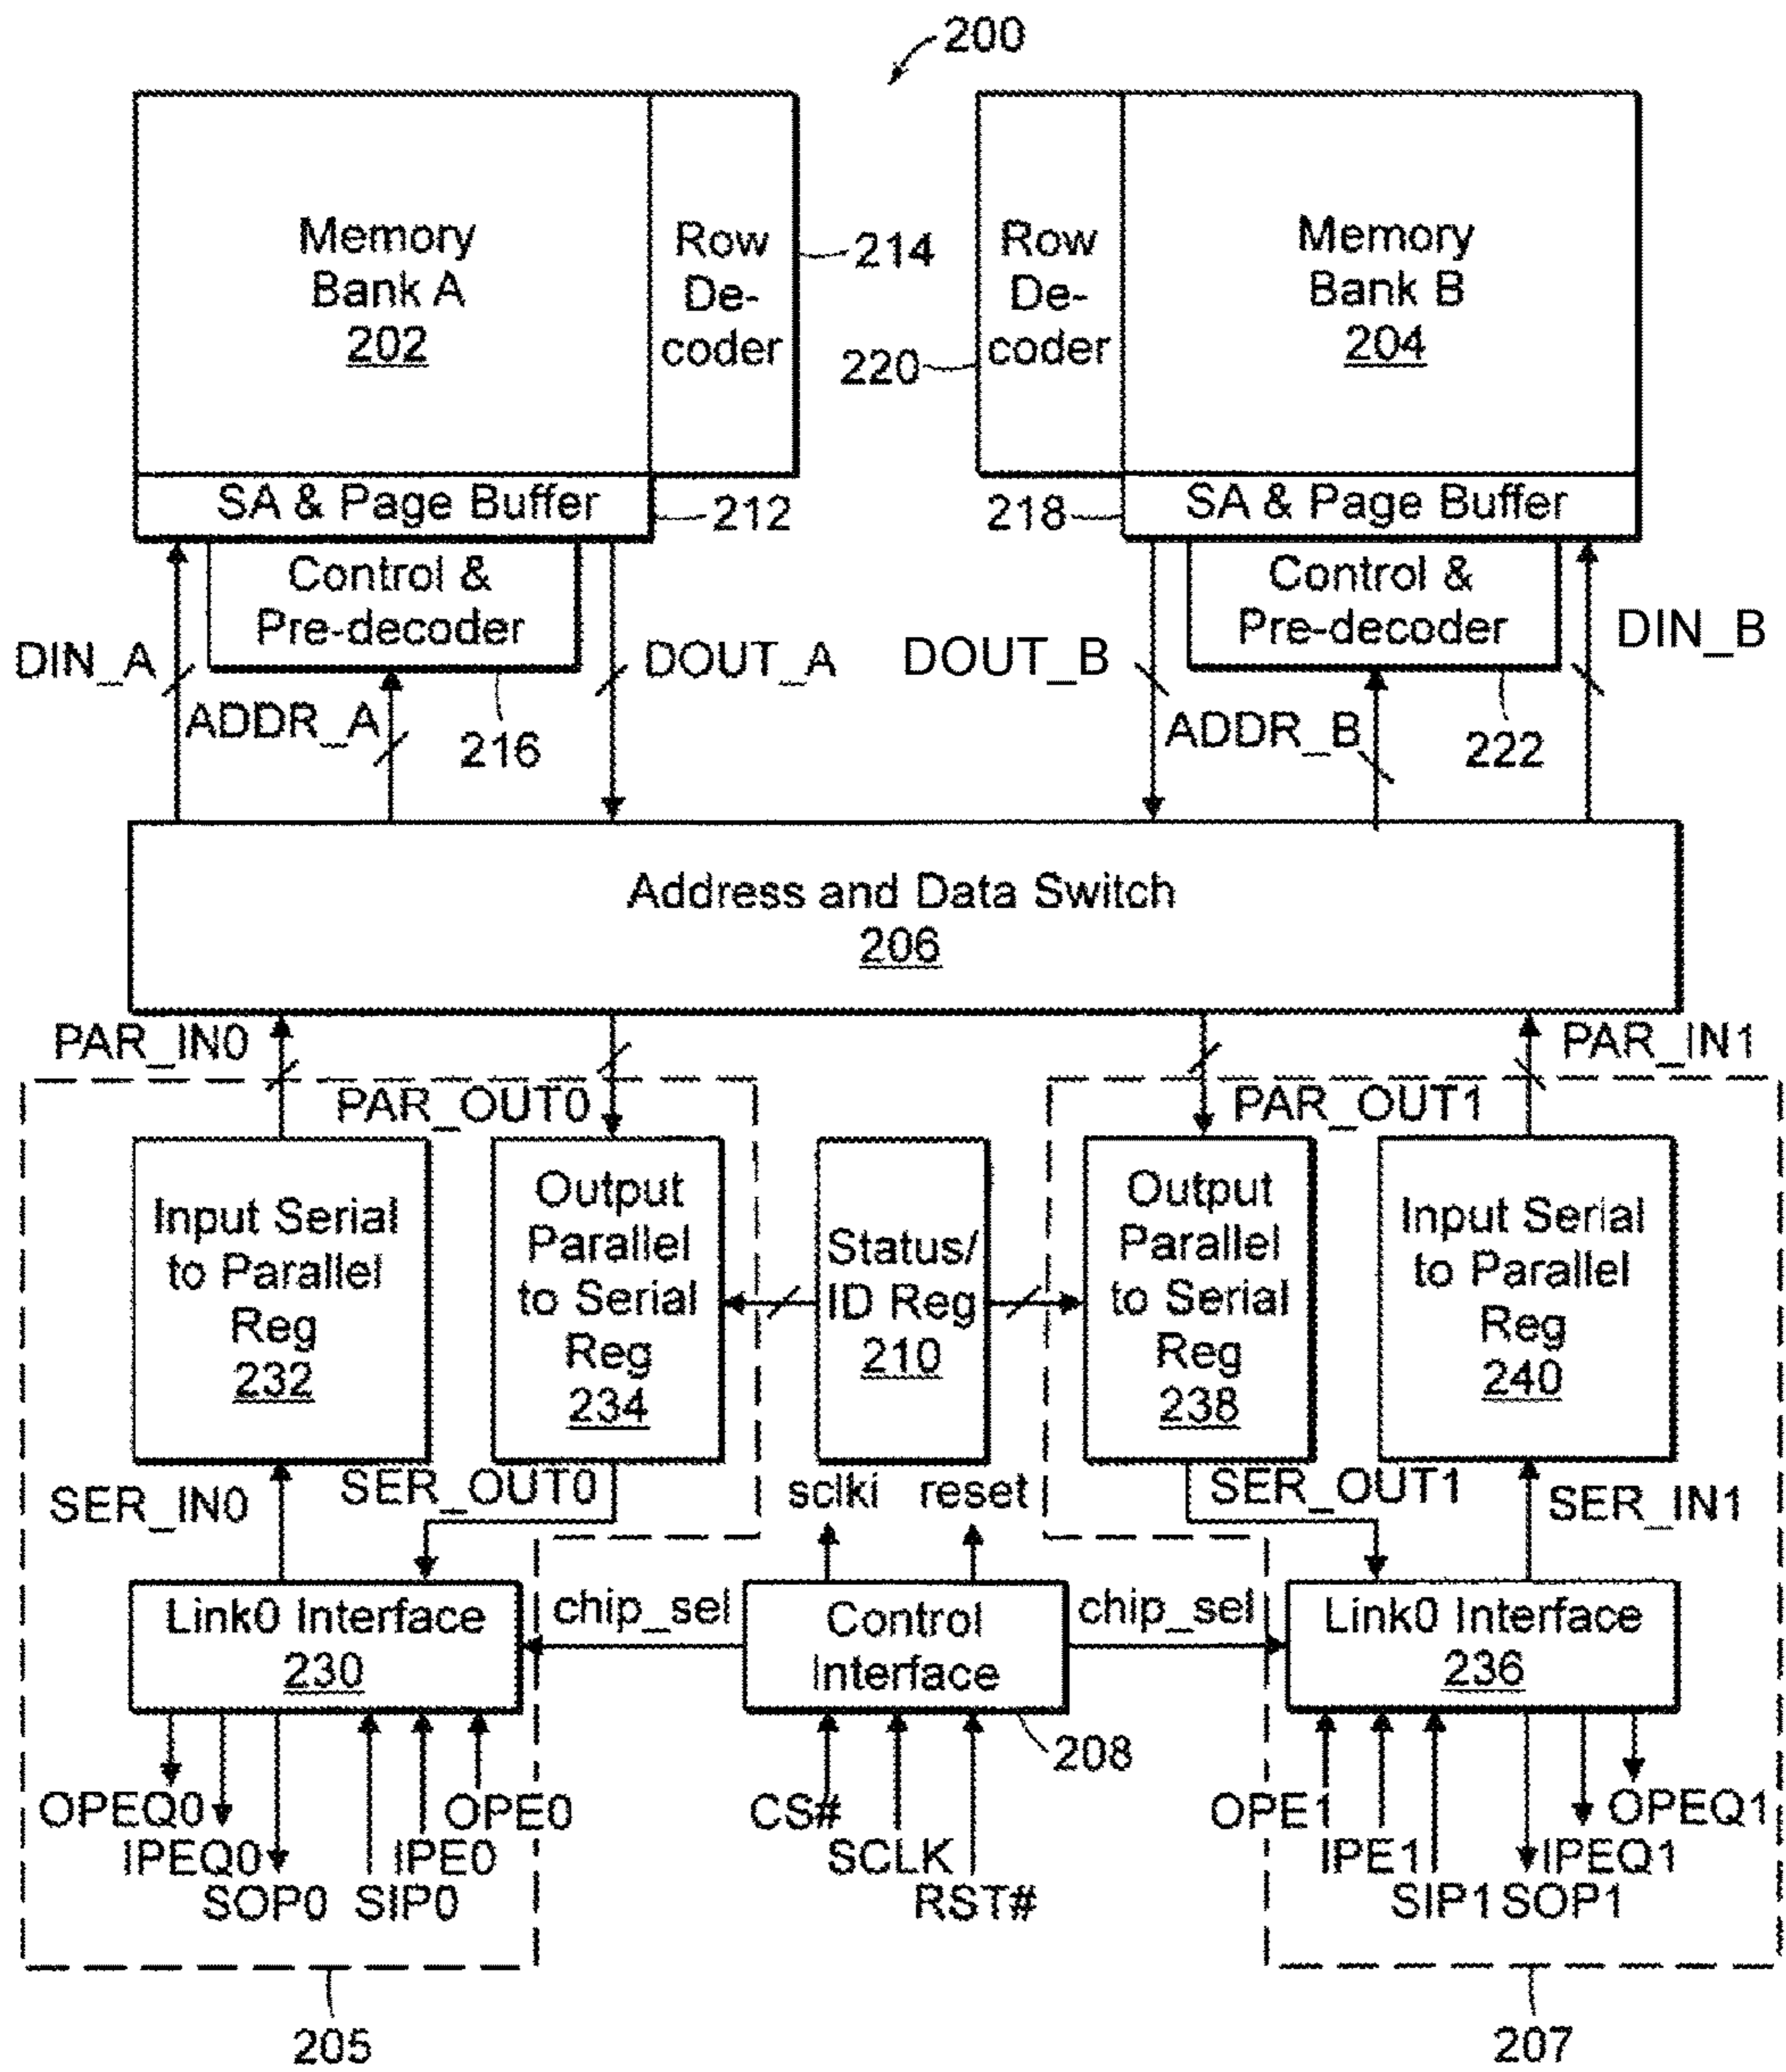 200
Memory
Bank A
202
Row
De-
coder
214
220
Row
De-
coder
Memory
Bank B
204
SA & Page Buffer
212
218
SA & Page Buffer
Control &
Pre-decoder
216
Control &
Pre-decoder
222
DIN_A
ADDR_A
DOUT_A
DOUT_B
ADDR_B
DIN_B
Address and Data Switch
206
PAR_IN0
PAR_OUT0
PAR_OUT1
PAR_IN1
Input Serial
to Parallel
Reg
232
Output
Parallel
to Serial
Reg
234
Status/
ID Reg
210
Output
Parallel
to Serial
Reg
238
Input Serial
to Parallel
Reg
240
SER_IN0
SER_OUT0
sclki
reset
SER_OUT1
SER_IN1
Link0 Interface
230
chip_sel
Control
Interface
208
chip_sel
Link0 Interface
236
OPEQ0
IPEQ0
SOP0
SIP0
IPE0
OPE0
CS#
SCLK
RST#
OPE1
IPE1
SIP1
SOP1
IPEQ1
OPEQ1
205
207